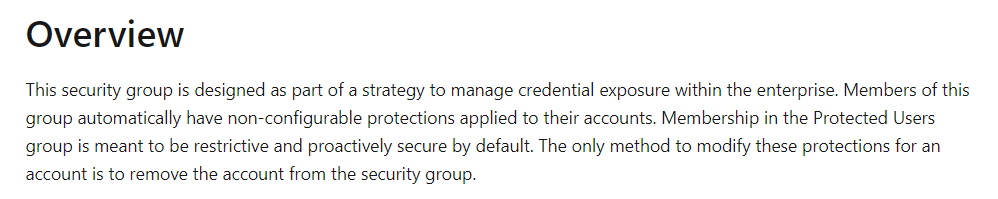 Overview
This security group is designed as part of a strategy to manage credential exposure within the enterprise. Members of this
group automatically have non-configurable protections applied to their accounts. Membership in the Protected Users
group is meant to be restrictive and proactively secure by default. The only method to modify these protections for an
account is to remove the account from the security group.